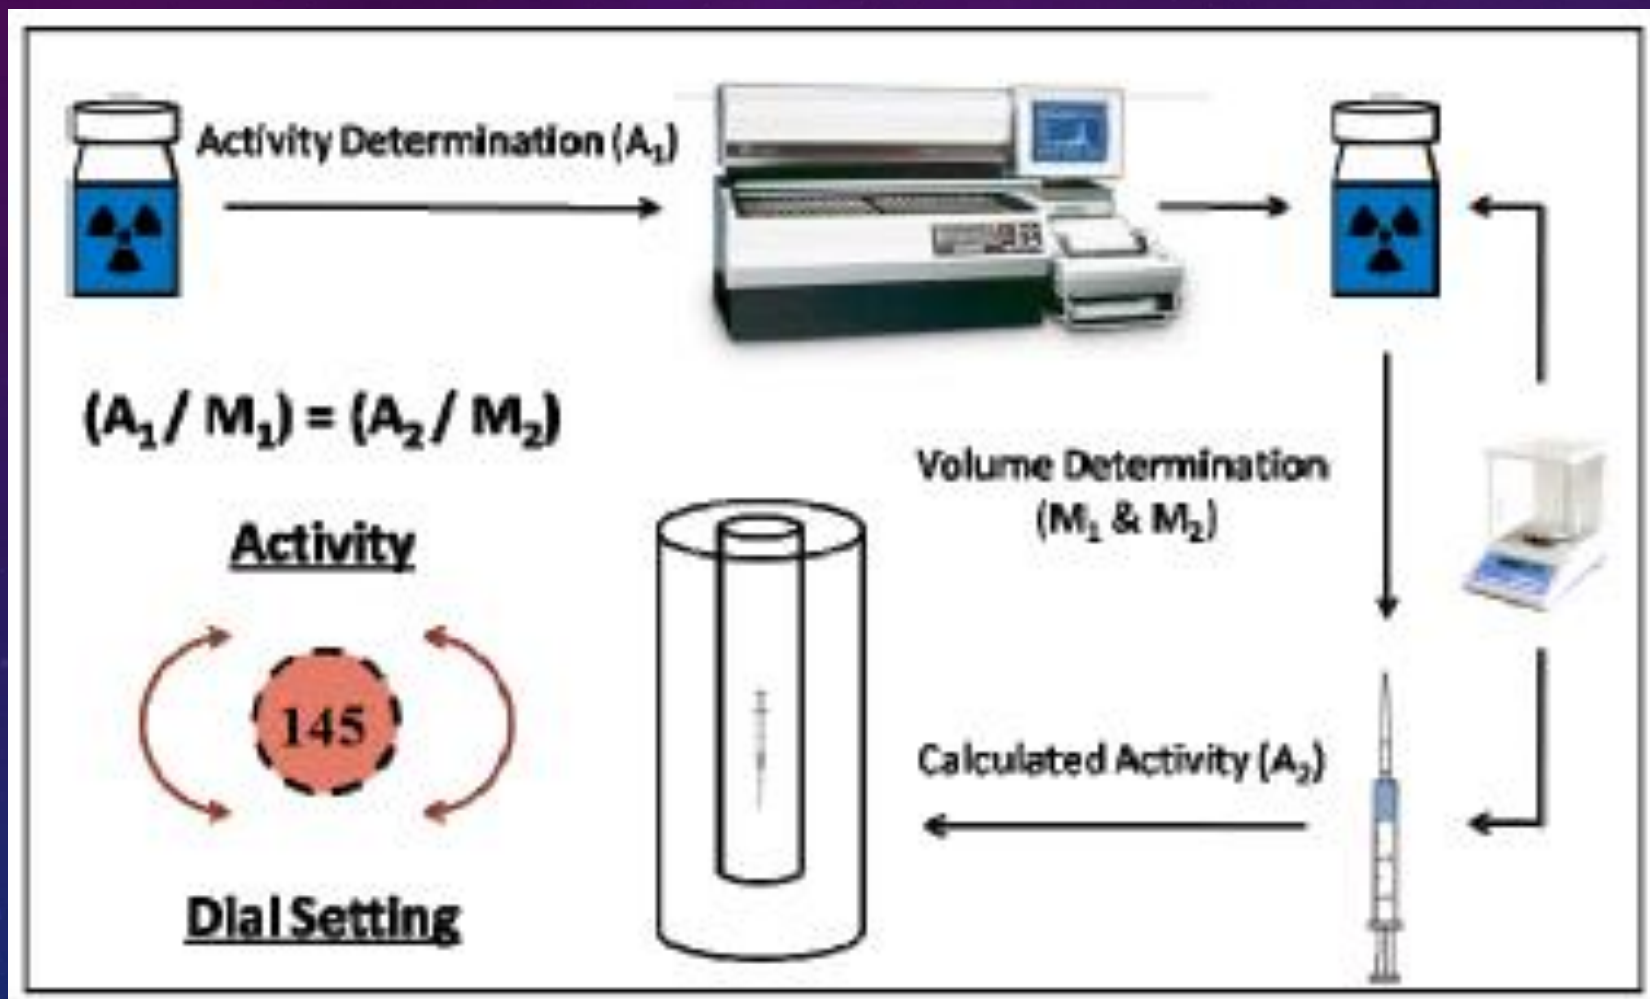 Activity Determination (A₁)
(A₁ / M₁) = (A₂ / M₂)
Volume Determination
(M₁ & M₂)
Activity
145
Calculated Activity (A₂)
Dial Setting